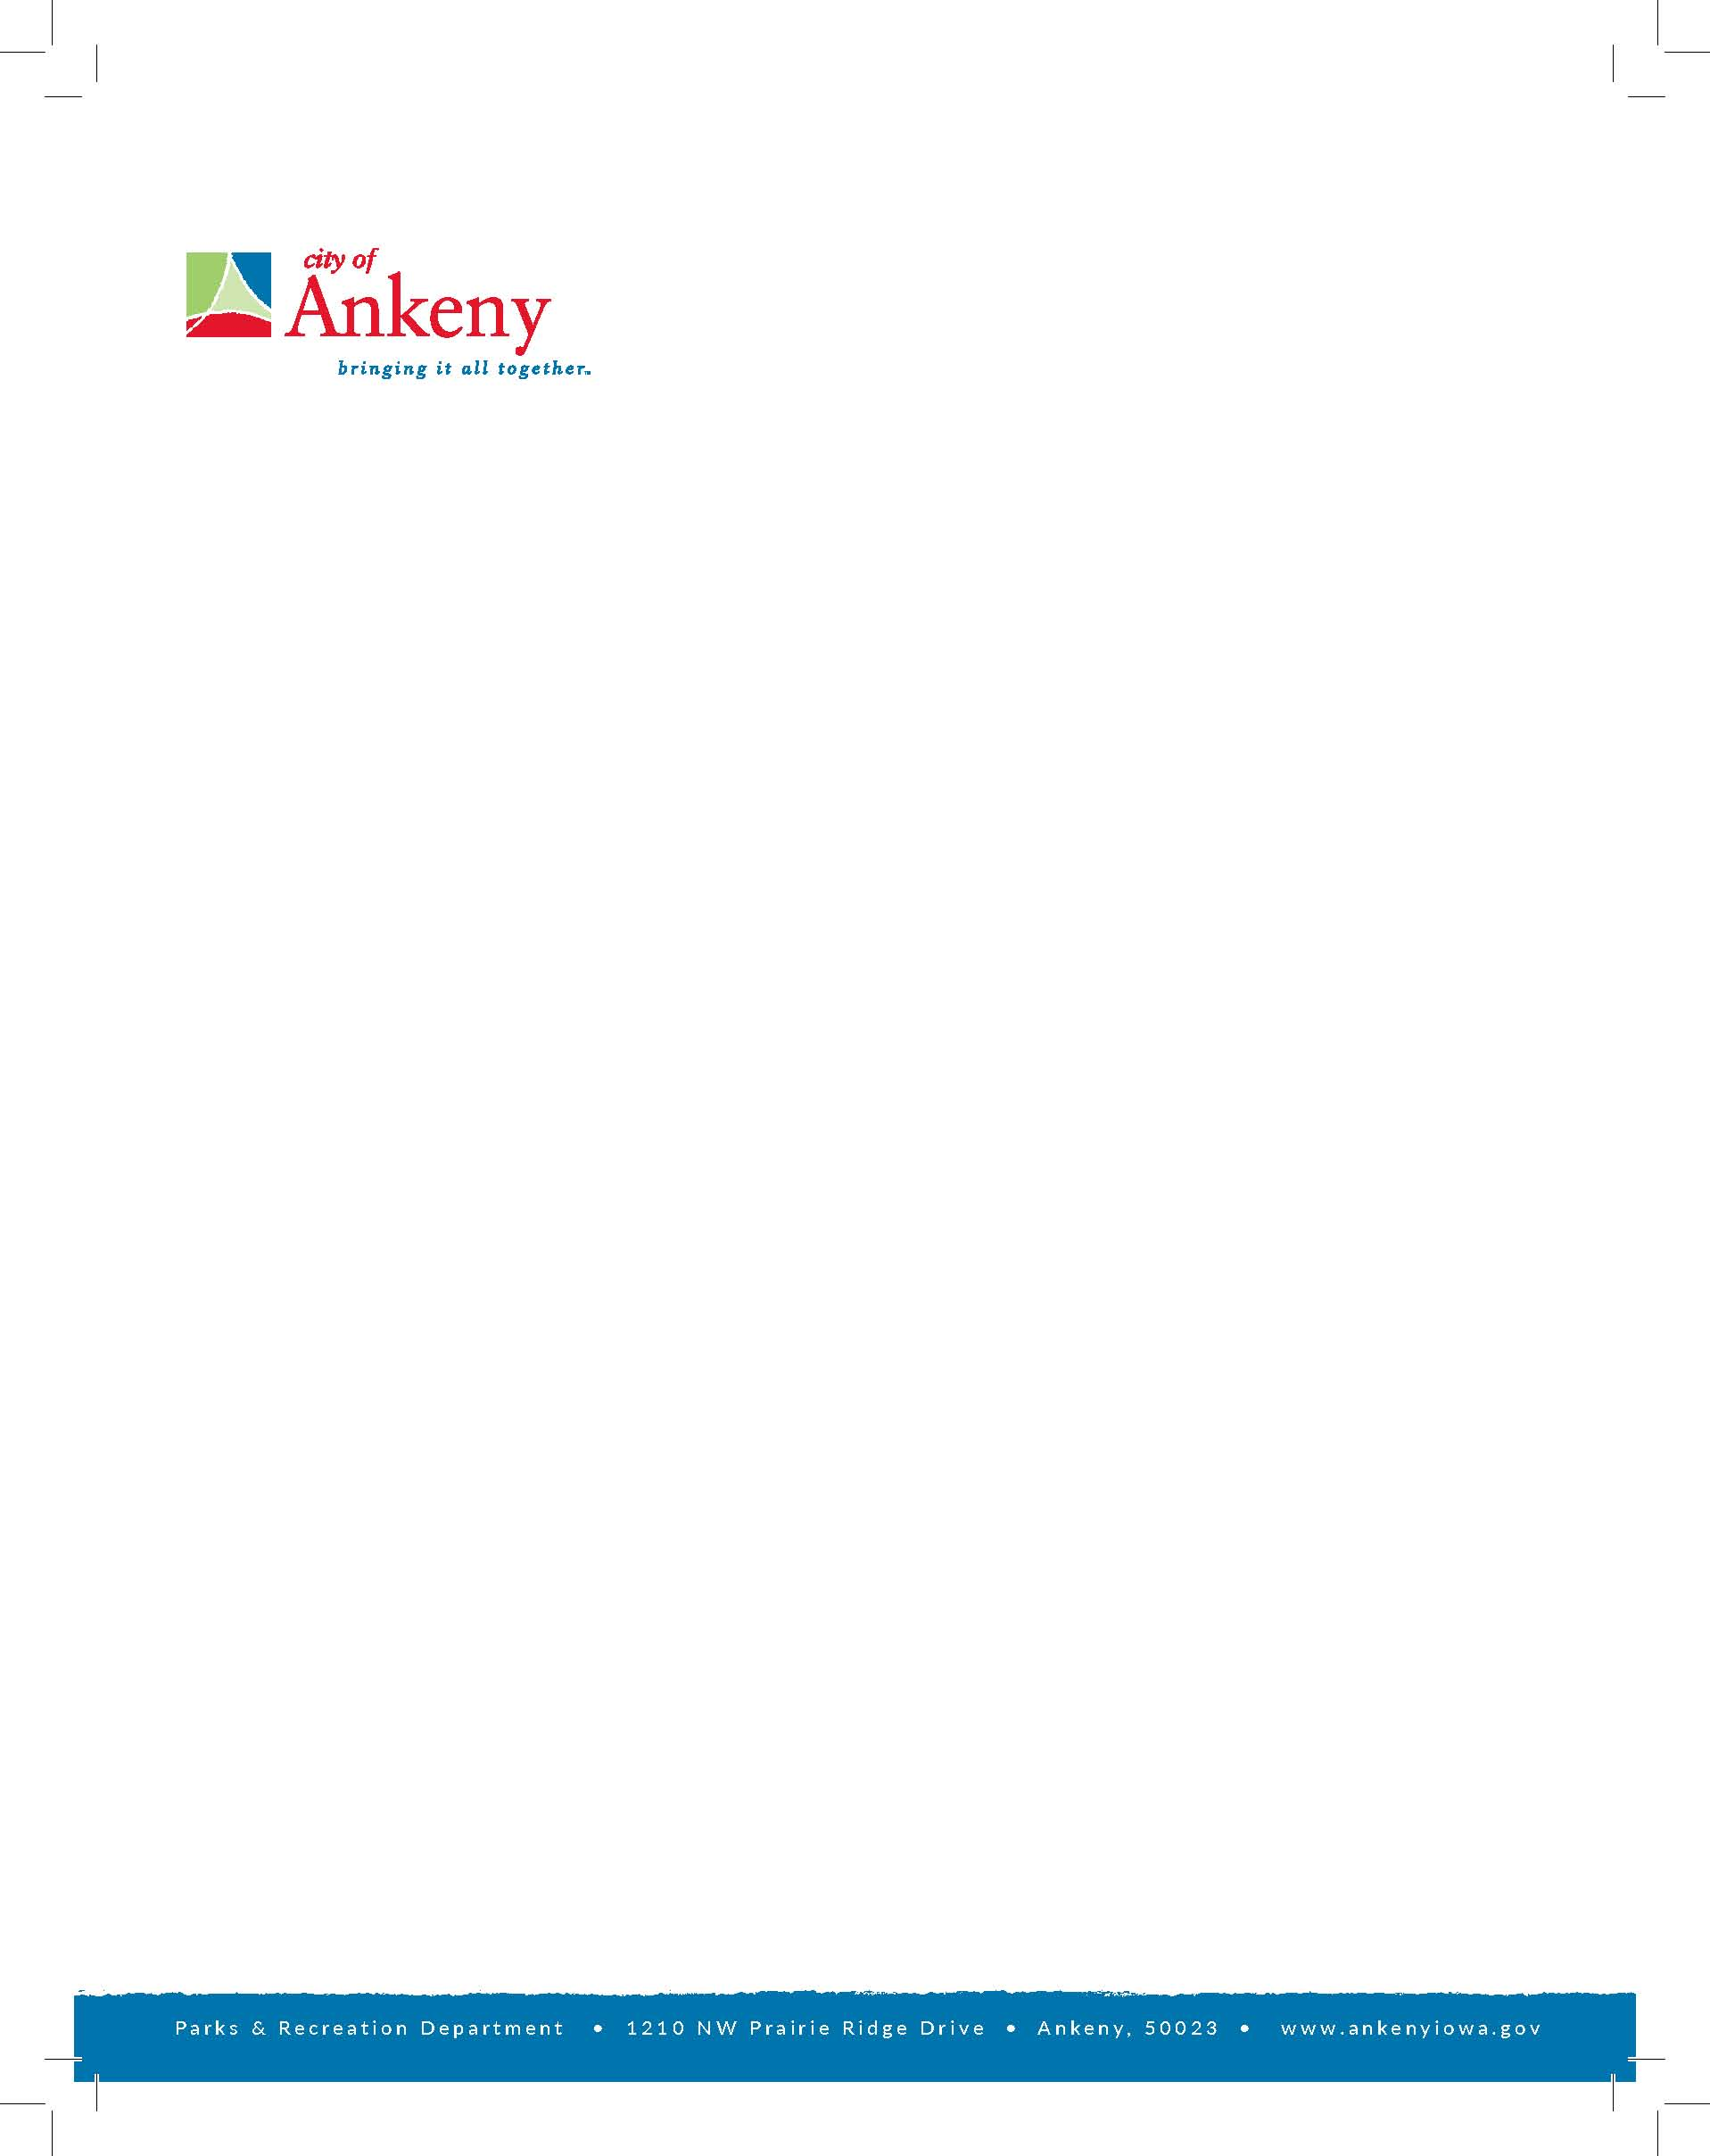 city of
Ankeny
bringing it all together.™
Parks & Recreation Department • 1210 NW Prairie Ridge Drive • Ankeny, 50023 • www.ankenyiowa.gov